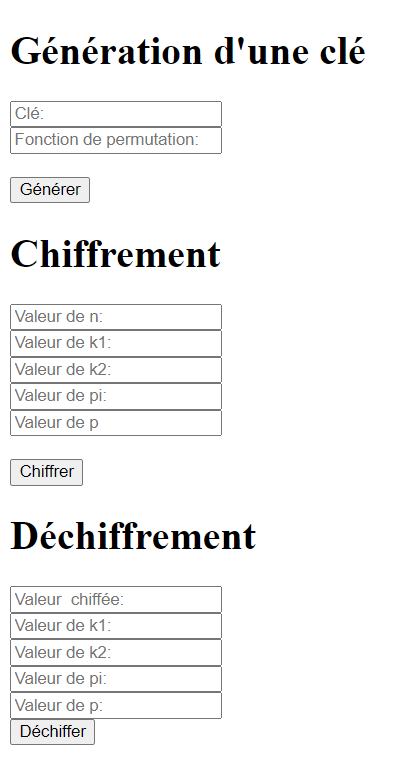 Génération d'une clé
Clé:
Fonction de permutation:
Générer
Chiffrement
Valeur de n:
Valeur de k1:
Valeur de k2:
Valeur de pi:
Valeur de p
Chiffrer
Déchiffrement
Valeur  chiffée:
Valeur de k1:
Valeur de k2:
Valeur de pi:
Valeur de p:
Déchiffer